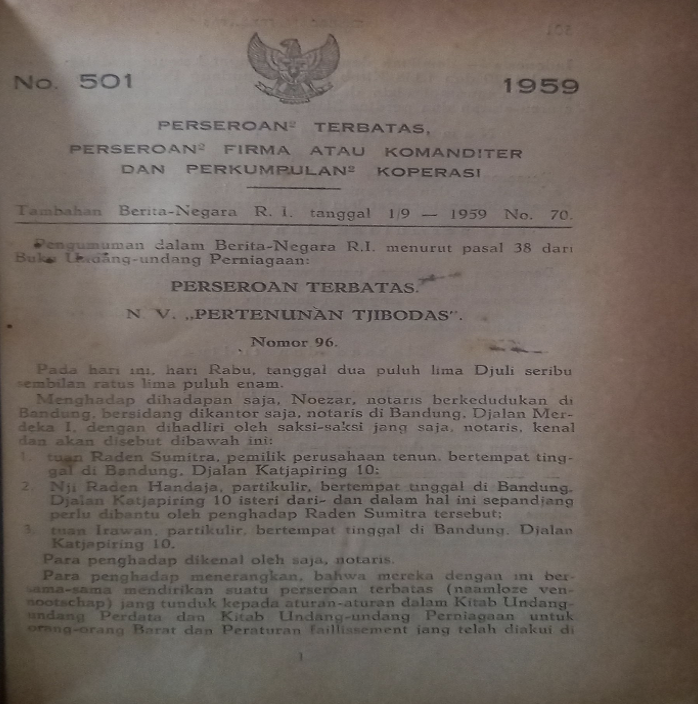 No. 501
1959
PERSEROAN² TERBATAS,
PERSEROAN² FIRMA ATAU KOMANDITER
DAN PERKUMPULAN² KOPERASI
Tambahan Berita-Negara R. I. tanggal 1/9 — 1959 No. 70.
Pengumuman dalam Berita-Negara R.I. menurut pasal 38 dari
Buku Undang-undang Perniagaan:
PERSEROAN TERBATAS.
N V. „PERTENUNAN TJIBODAS".
Nomor 96.
Pada hari ini, hari Rabu, tanggal dua puluh lima Djuli seribu
sembilan ratus lima puluh enam.
Menghadap dihadapan saja, Noezar, notaris berkedudukan di
Bandung, bersidang dikantor saja, notaris di Bandung, Djalan Mer-
deka I, dengan dihadliri oleh saksi-saksi jang saja, notaris, kenal
dan akan disebut dibawah ini:
1. tuan Raden Sumitra, pemilik perusahaan tenun, bertempat ting-
gal di Bandung, Djalan Katjapiring 10;
2. Nji Raden Handaja, partikulir, bertempat tinggal di Bandung,
Djalan Katjapiring 10 isteri dari- dan dalam hal ini sepandjang
perlu dibantu oleh penghadap Raden Sumitra tersebut;
3. tuan Irawan, partikulir, bertempat tinggal di Bandung, Djalan
Katjapiring 10.
Para penghadap dikenal oleh saja, notaris.
Para penghadap menerangkan, bahwa mereka dengan ini ber-
sama-sama mendirikan suatu perseroan terbatas (naamloze ven-
nootschap) jang tunduk kepada aturan-aturan dalam Kitab Undang-
undang Perdata dan Kitab Undang-undang Perniagaan untuk
orang-orang Barat dan Peraturan faillissement jang telah diakui di
1